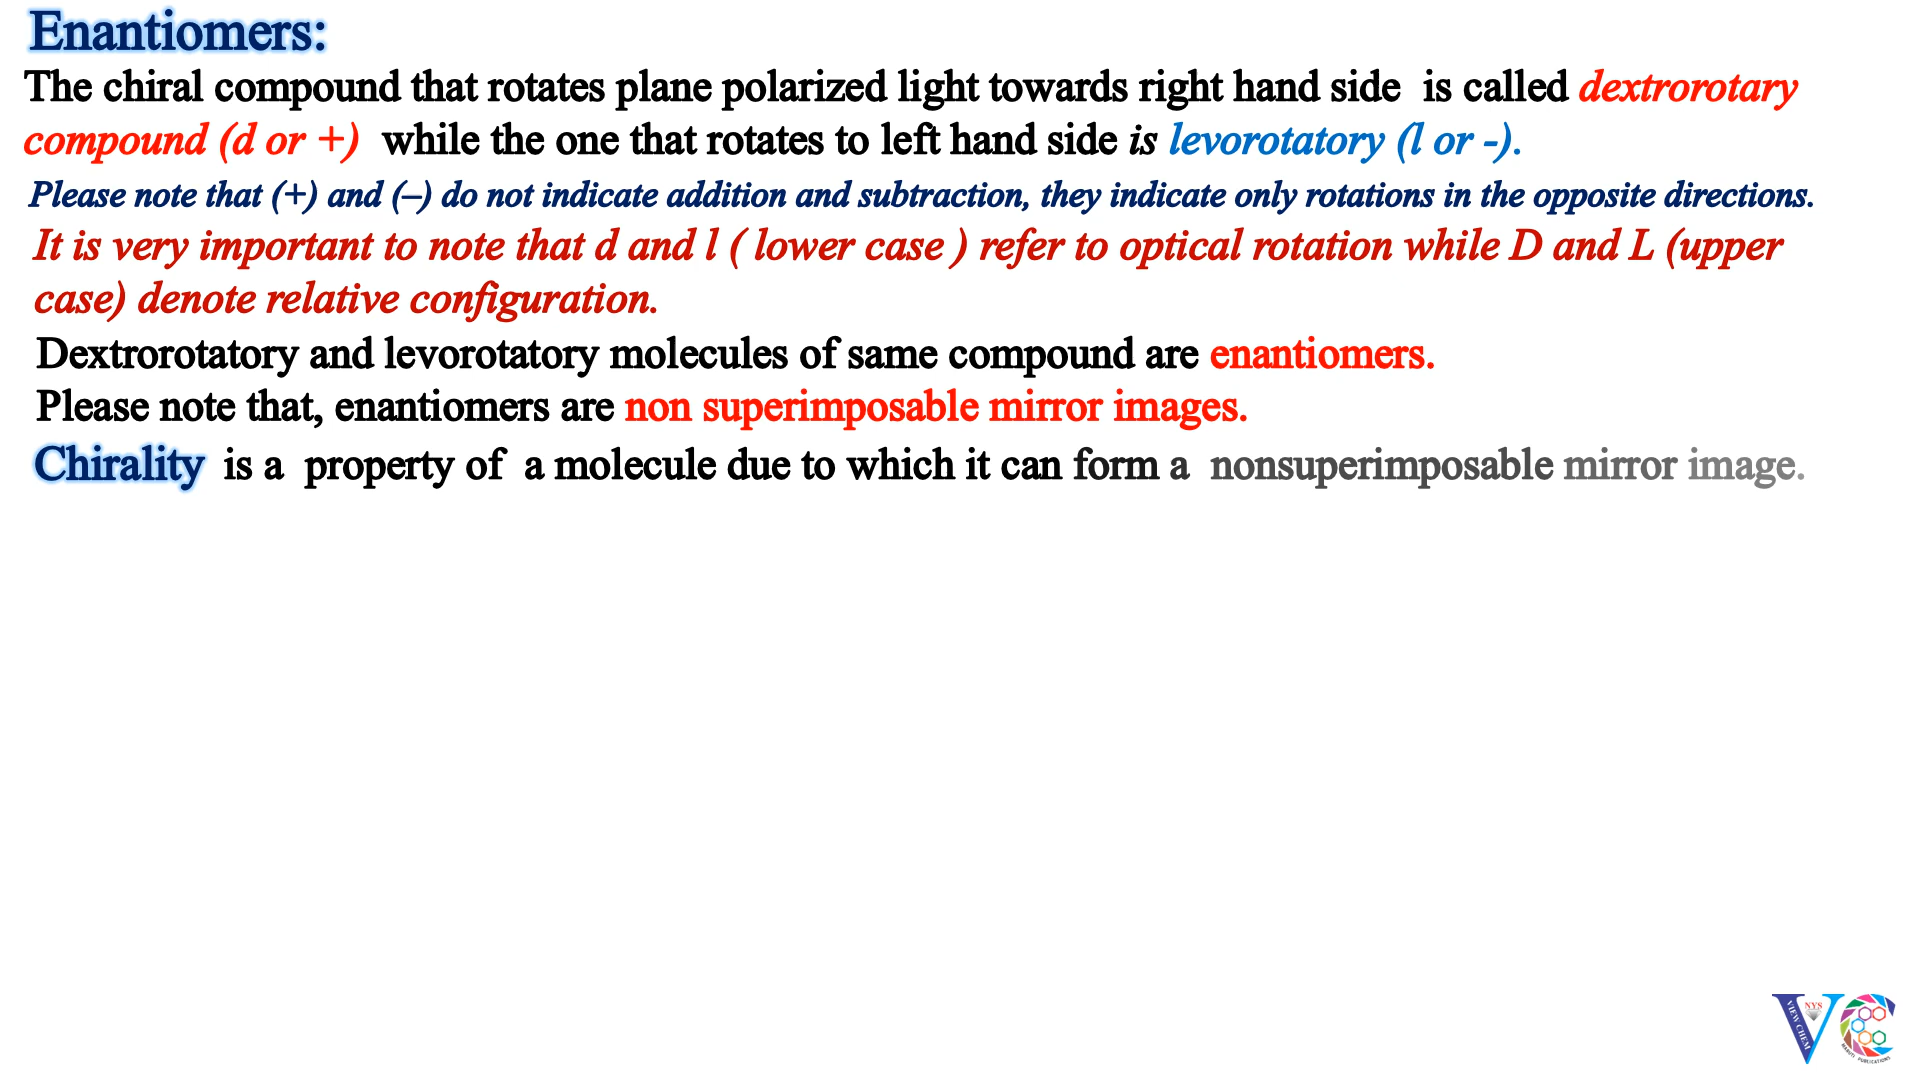 Enantiomers:
The chiral compound that rotates plane polarized light towards right hand side is called dextrorotary
compound (d or +) while the one that rotates to left hand side is levorotatory (l or -).
Please note that (+) and (–) do not indicate addition and subtraction, they indicate only rotations in the opposite directions.
It is very important to note that d and l ( lower case ) refer to optical rotation while D and L (upper
case) denote relative configuration.
Dextrorotatory and levorotatory molecules of same compound are enantiomers.
Please note that, enantiomers are non superimposable mirror images.
Chirality is a property of a molecule due to which it can form a nonsuperimposable mirror image.
NYS
VIEW CHEM
PUBLICATIONS